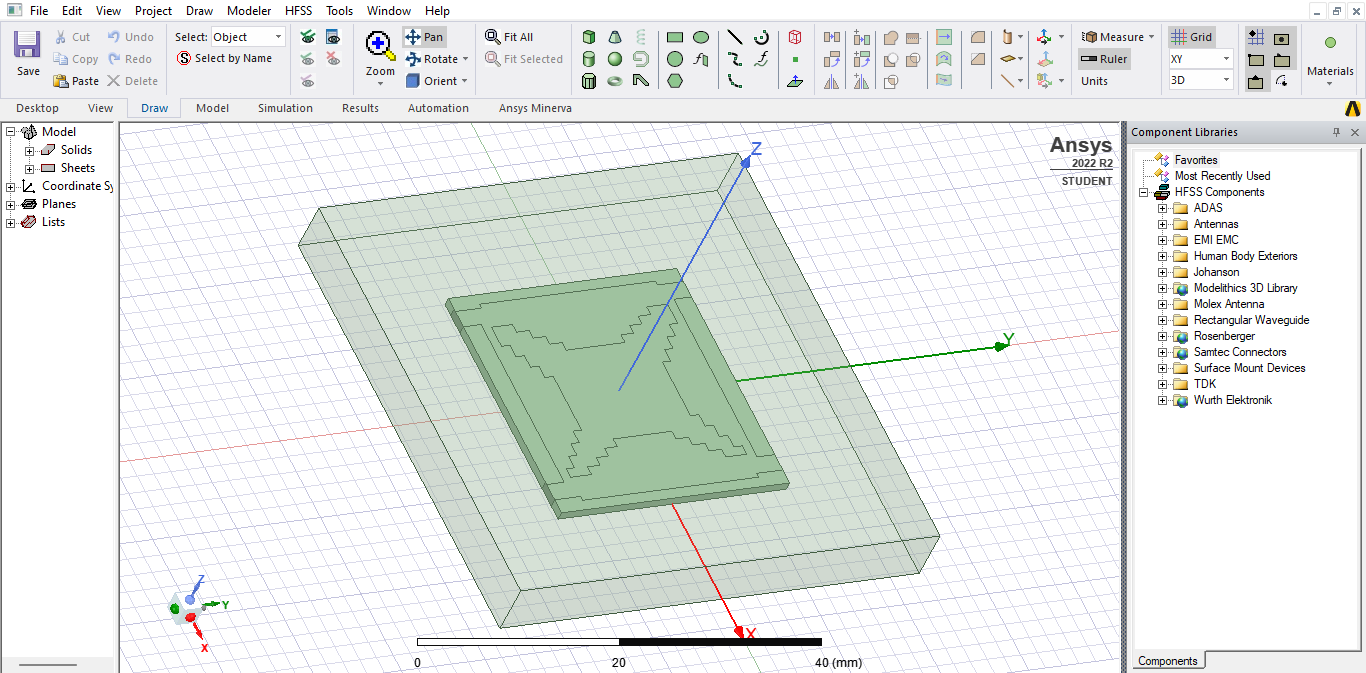 File Edit View Project Draw Modeler HFSS Tools Window Help
Save
Cut
Copy
Paste
Undo
Redo
Delete
Select: Object
Select by Name
Zoom
Pan
Rotate
Orient
Fit All
Fit Selected
Measure
Ruler
Units
Grid
XY
3D
Materials
Desktop View Draw Model Simulation Results Automation Ansys Minerva
Model
Solids
Sheets
Coordinate Sy
Planes
Lists
Ansys
2022 R2
STUDENT
Z
Y
X
Z
Y
X
0 20 40 (mm)
Component Libraries
Favorites
Most Recently Used
HFSS Components
ADAS
Antennas
EMI EMC
Human Body Exteriors
Johanson
Modelithics 3D Library
Molex Antenna
Rectangular Waveguide
Rosenberger
Samtec Connectors
Surface Mount Devices
TDK
Wurth Elektronik
Components